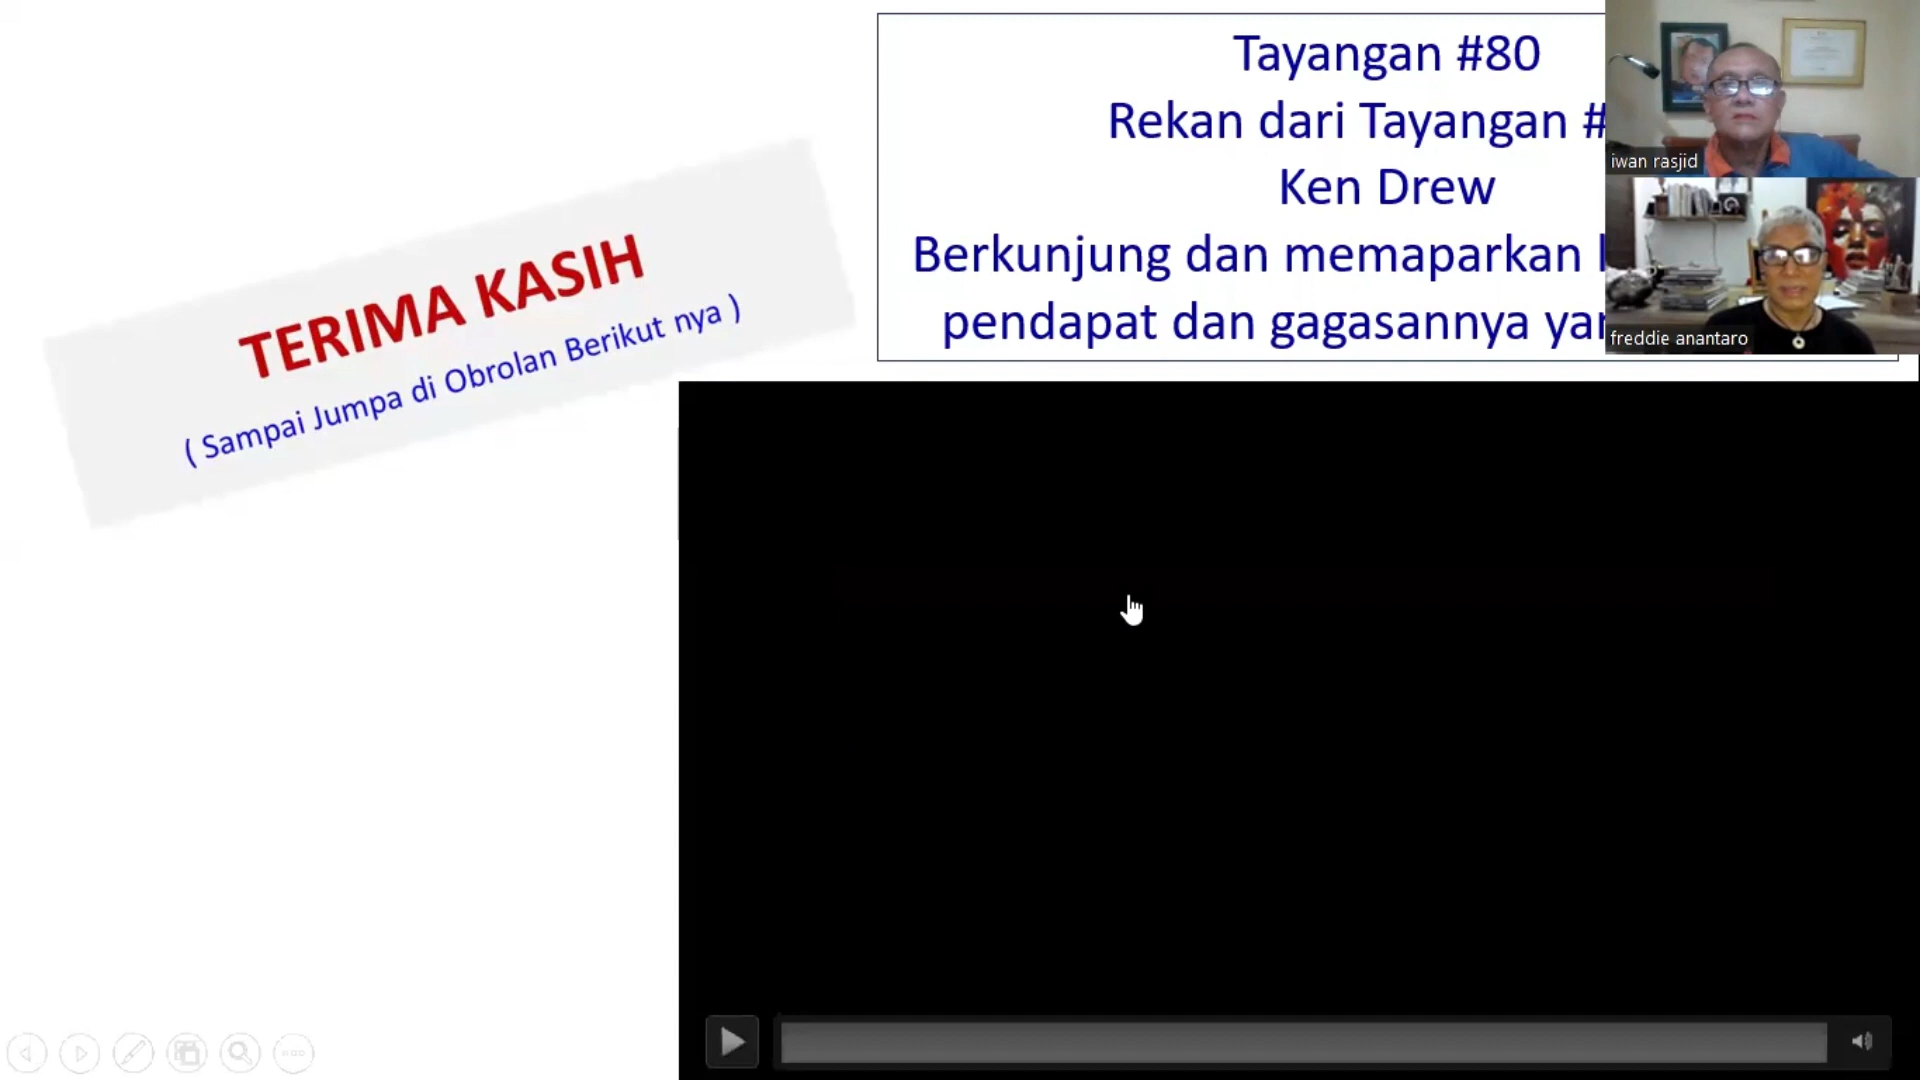 TERIMA KASIH
( Sampai Jumpa di Obrolan Berikut nya )
Tayangan #80
Rekan dari Tayangan #
Ken Drew
Berkunjung dan memaparkan
pendapat dan gagasannya
iwan rasjid
freddie anantaro